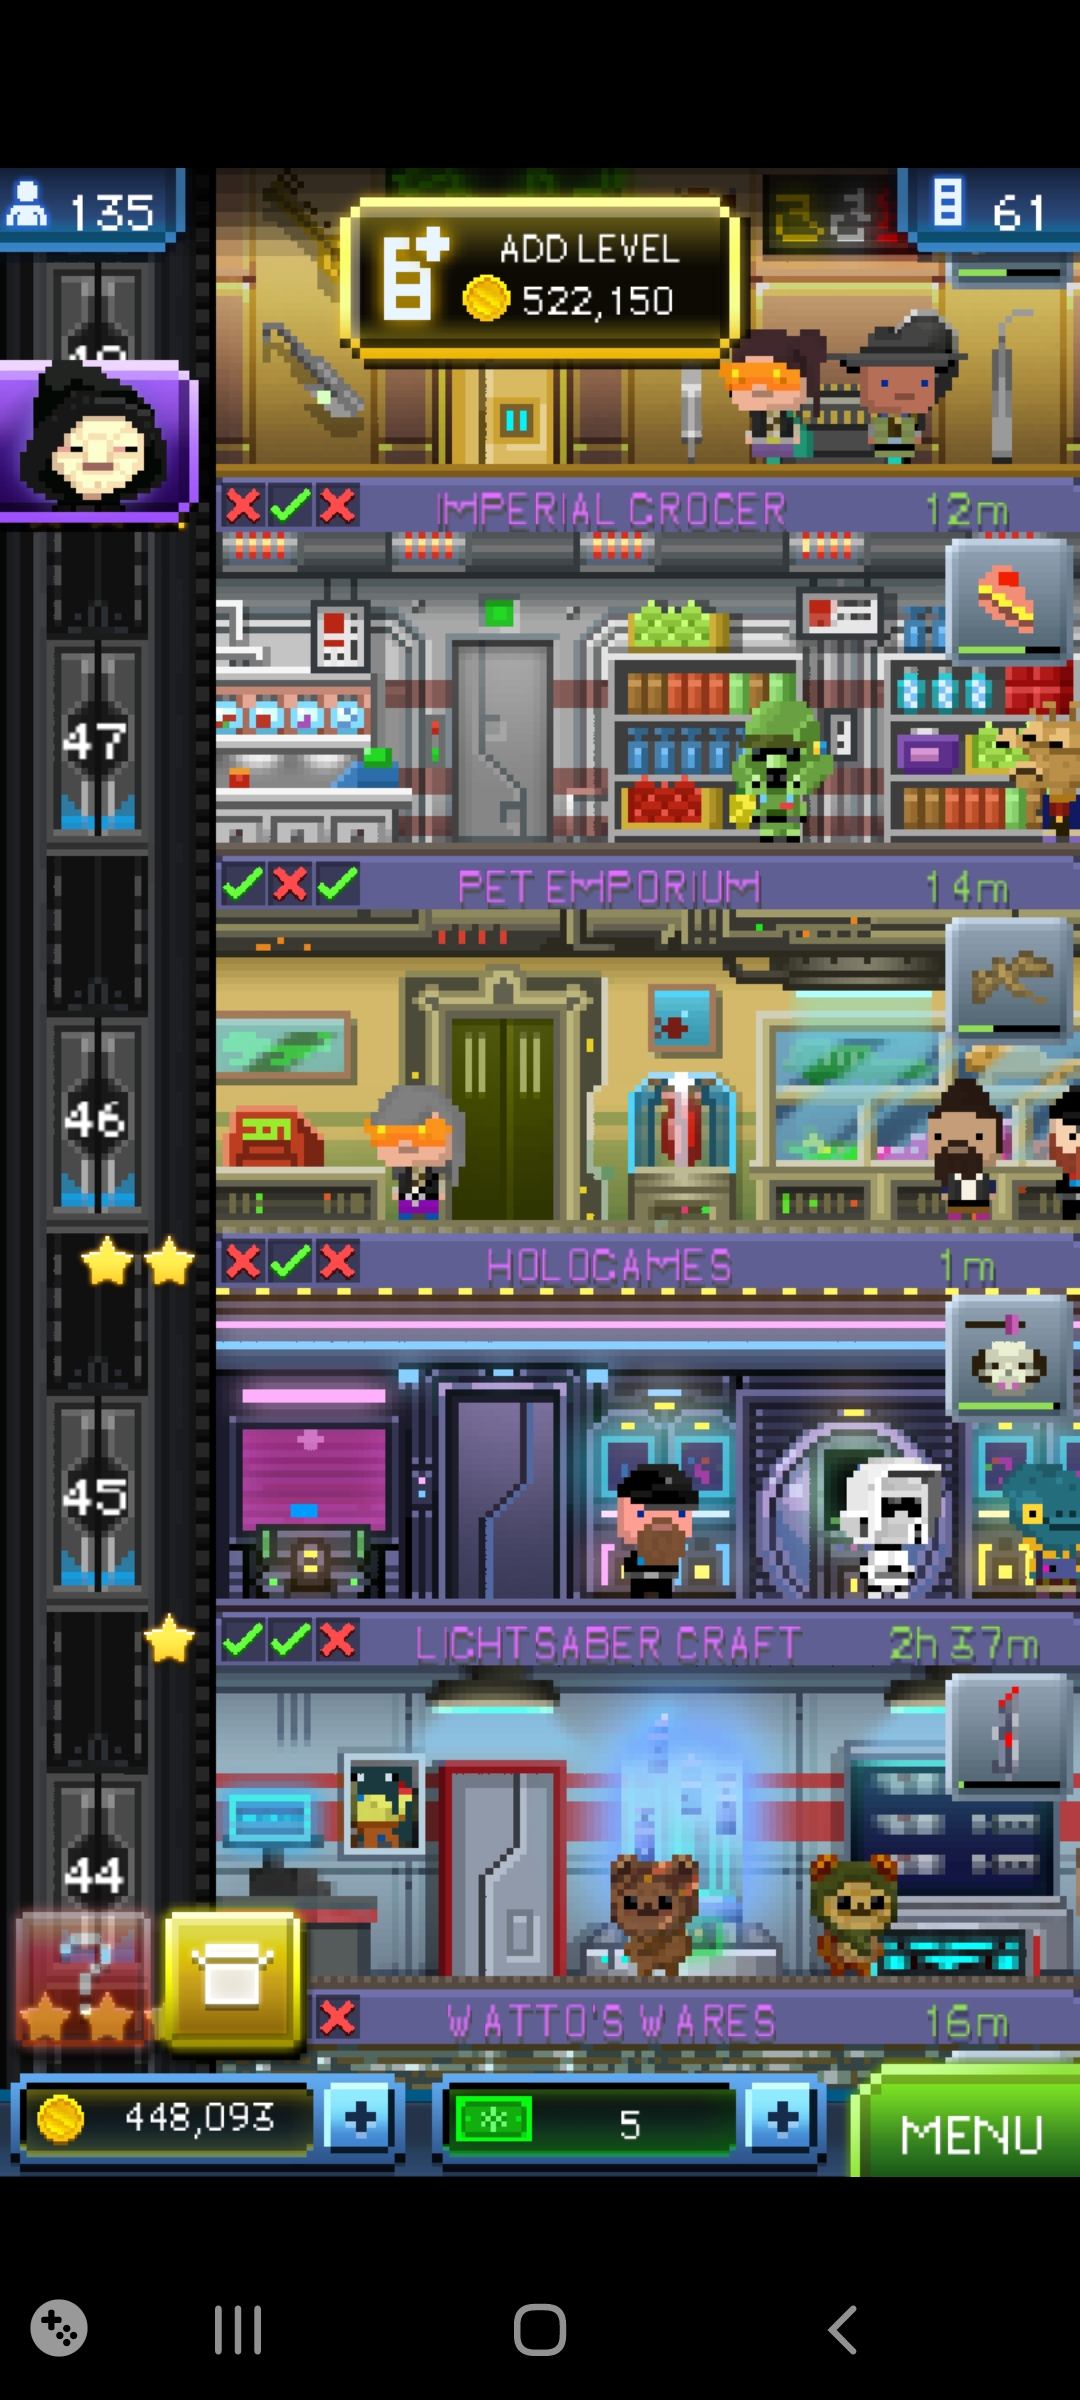 135
ADD LEVEL
522,150
61
IMPERIAL GROCER 12m
47
PET EMPORIUM 14m
46
HOLOGAMES 1m
45
LIGHTSABER CRAFT 2h 37m
44
?
WATTO'S WARES 16m
448,093 +
5 +
MENU